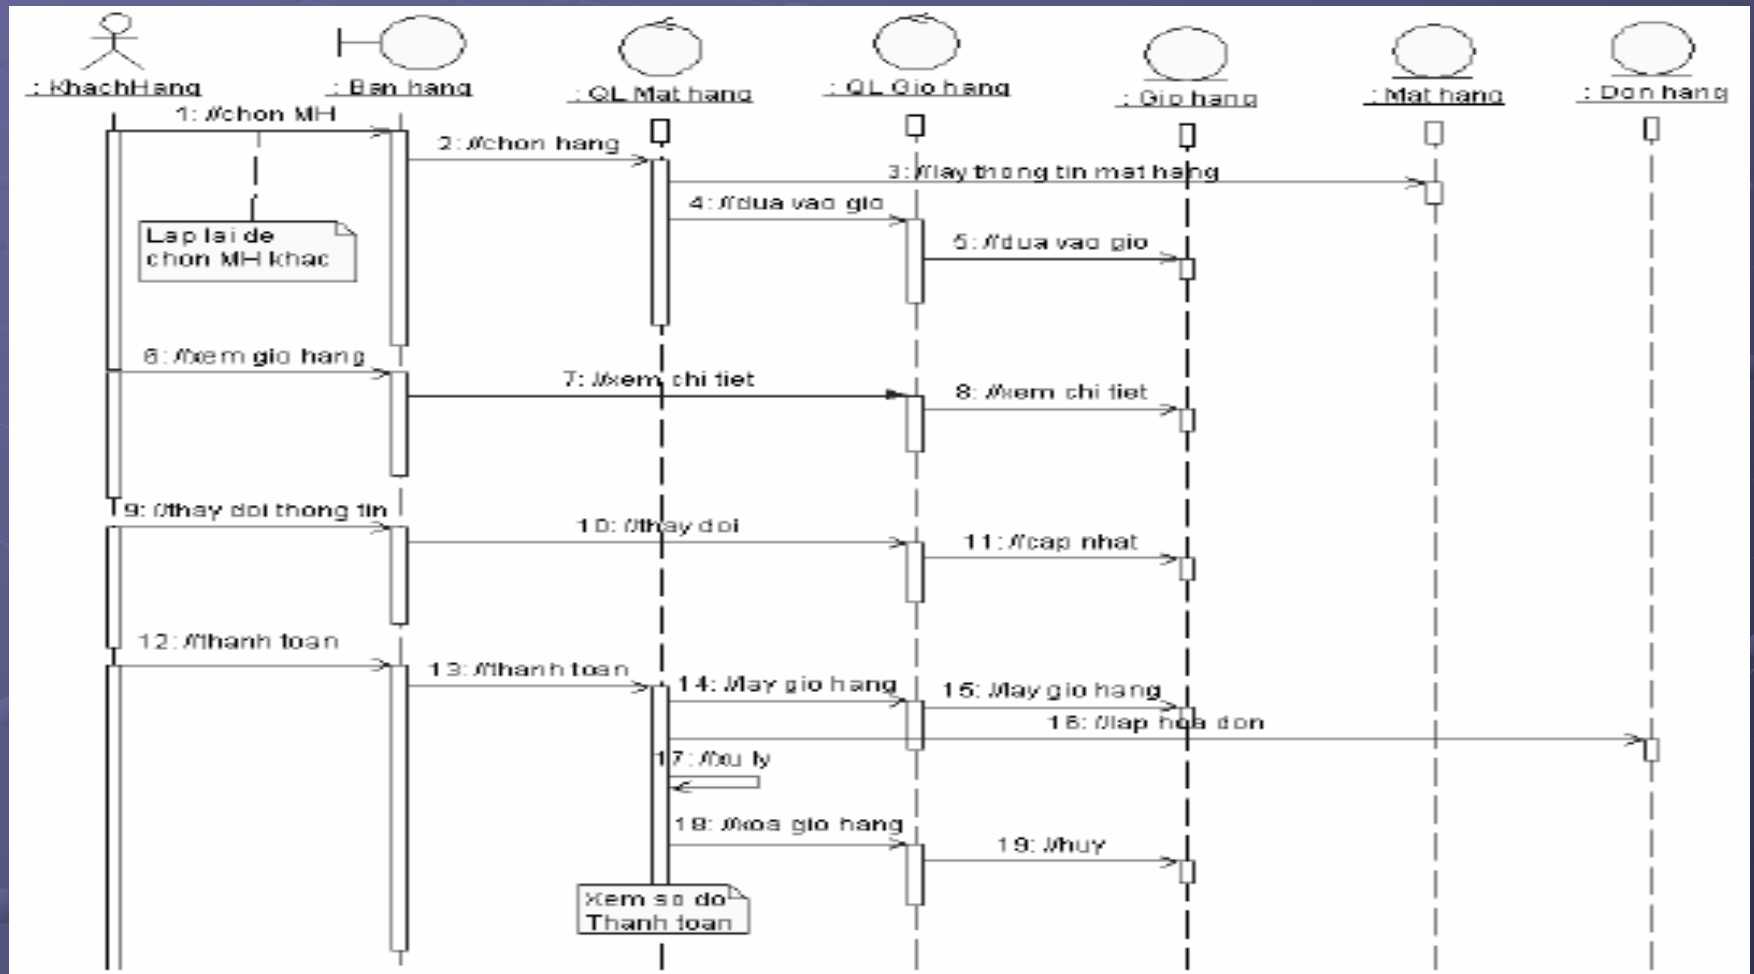 : KhachHang
: Ban hang
: QL Mat hang
: QL Gio hang
: Gio hang
: Mat hang
: Don hang
1: //chon MH
2: //chon hang
3: //lay thong tin mat hang
4: //dua vao gio
Lap lai de
chon MH khac
5: //dua vao gio
6: //xem gio hang
7: //xem chi tiet
8: //xem chi tiet
9: //thay doi thong tin
10: //thay doi
11: //cap nhat
12: //thanh toan
13: //thanh toan
14: //lay gio hang
15: //lay gio hang
16: //lap hoa don
17: //xu ly
18: //xoa gio hang
19: //huy
Xem so do
Thanh toan